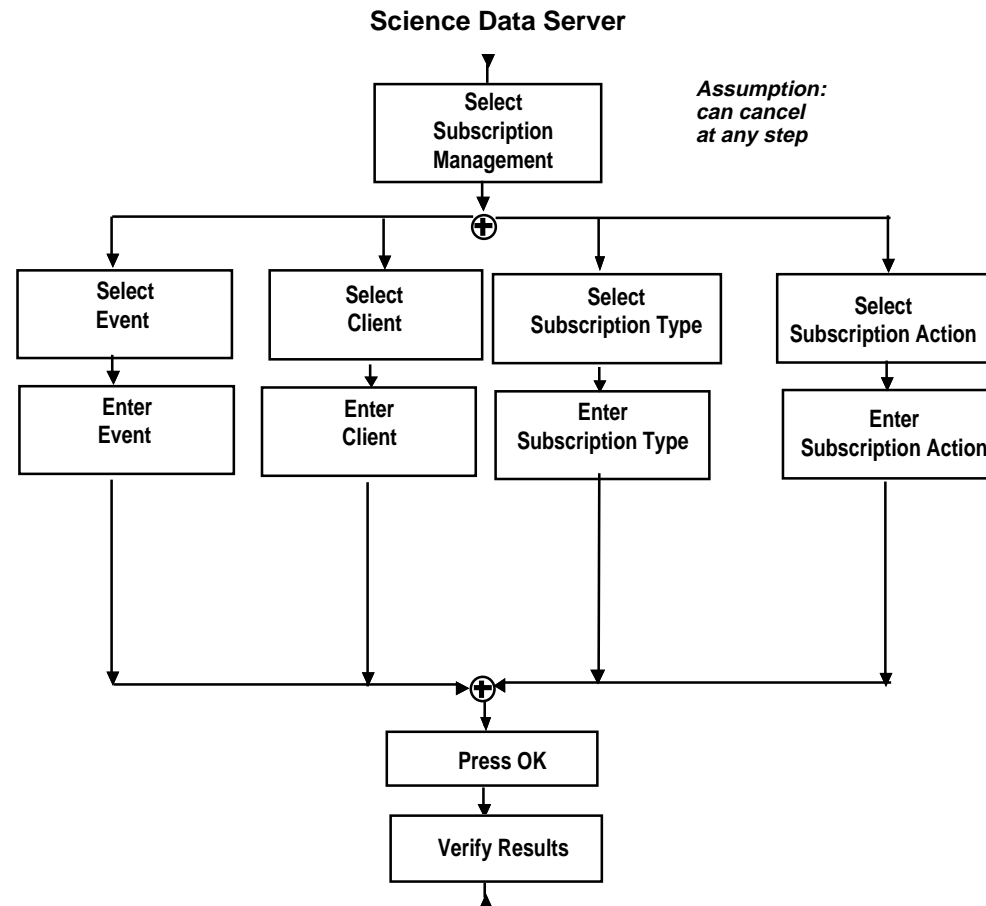 Science Data Server
Select
Subscription
Management
Assumption:
can cancel
at any step
Select
Event
Select
Client
Select
Subscription Type
Select
Subscription Action
Enter
Event
Enter
Client
Enter
Subscription Type
Enter
Subscription Action
Press OK
Verify Results